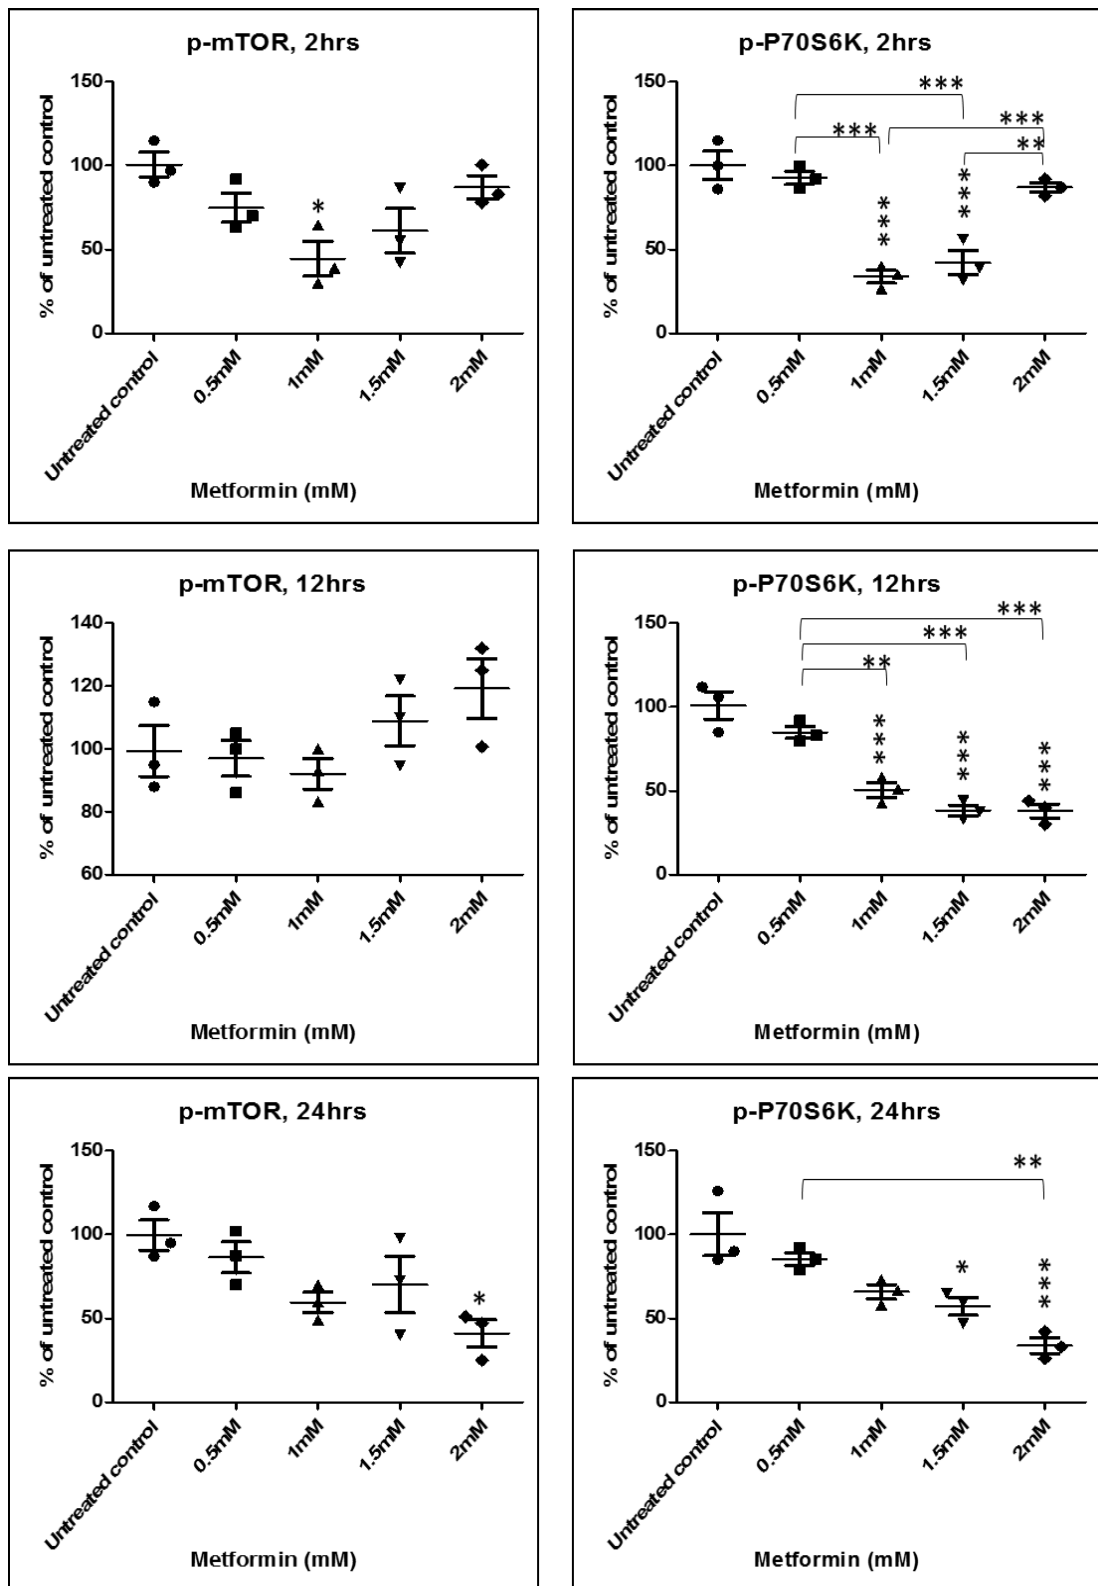 p-mTOR, 2hrs
% of untreated control
150
100
50
0
*
Untreated control
0.5mM
1mM
1.5mM
2mM
Metformin (mM)
p-P70S6K, 2hrs
% of untreated control
150
100
50
0
***
***
***
**
***
***
Untreated control
0.5mM
1mM
1.5mM
2mM
Metformin (mM)
p-mTOR, 12hrs
% of untreated control
140
120
100
80
60
Untreated control
0.5mM
1mM
1.5mM
2mM
Metformin (mM)
p-P70S6K, 12hrs
% of untreated control
150
100
50
0
***
***
**
***
***
***
Untreated control
0.5mM
1mM
1.5mM
2mM
Metformin (mM)
p-mTOR, 24hrs
% of untreated control
150
100
50
0
*
Untreated control
0.5mM
1mM
1.5mM
2mM
Metformin (mM)
p-P70S6K, 24hrs
% of untreated control
150
100
50
0
**
*
***
Untreated control
0.5mM
1mM
1.5mM
2mM
Metformin (mM)